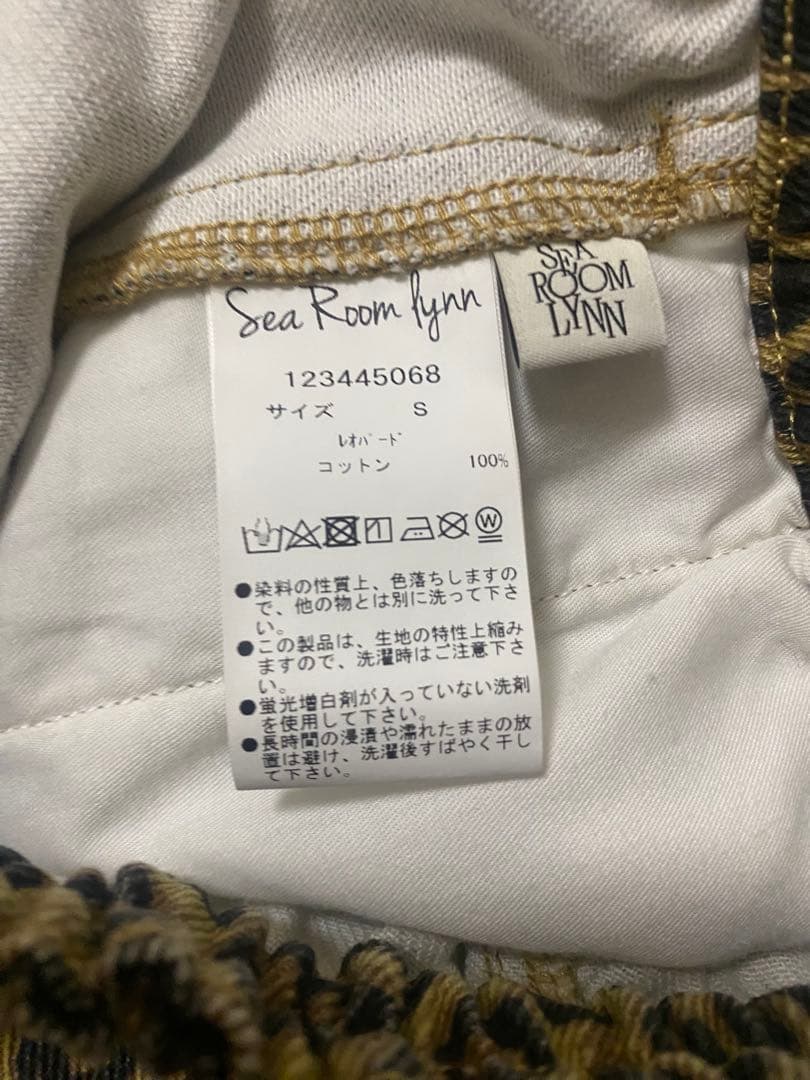 Sea Room lynn
SEA
ROOM
LYNN
123445068
サイズ S
ﾚｵﾊﾟｰﾄﾞ
コットン 100%
W
●染料の性質上、色落ちしますの
で、他の物とは別に洗って下さ
い。
●この製品は、生地の特性上縮み
ますので、洗濯時はご注意下さ
い。
●蛍光増白剤が入っていない洗剤
を使用して下さい。
●長時間の浸漬や濡れたままの放
置は避け、洗濯後すばやく干し
て下さい。